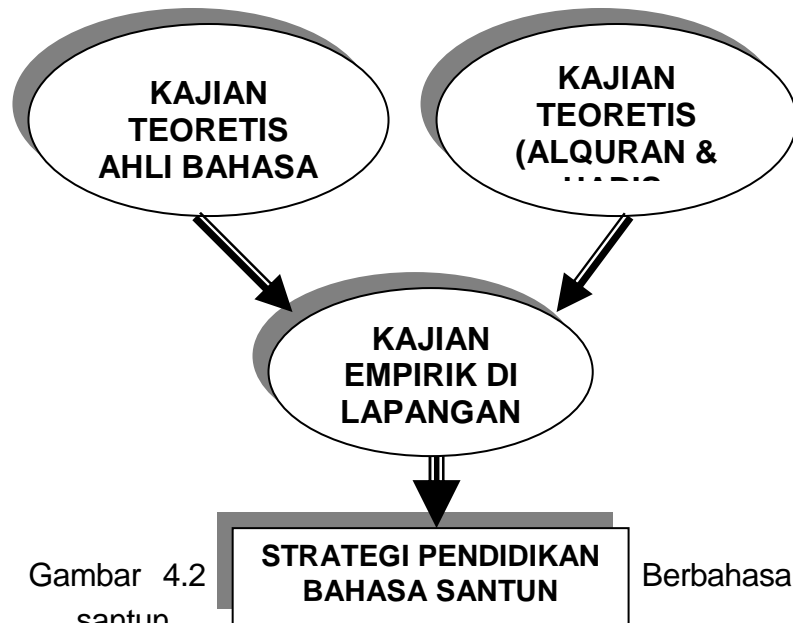 KAJIAN
TEORETIS
AHLI BAHASA
KAJIAN
TEORETIS
(ALQURAN &
KAJIAN
EMPIRIK DI
LAPANGAN
STRATEGI PENDIDIKAN
BAHASA SANTUN
Gambar 4.2 Berbahasa
santun